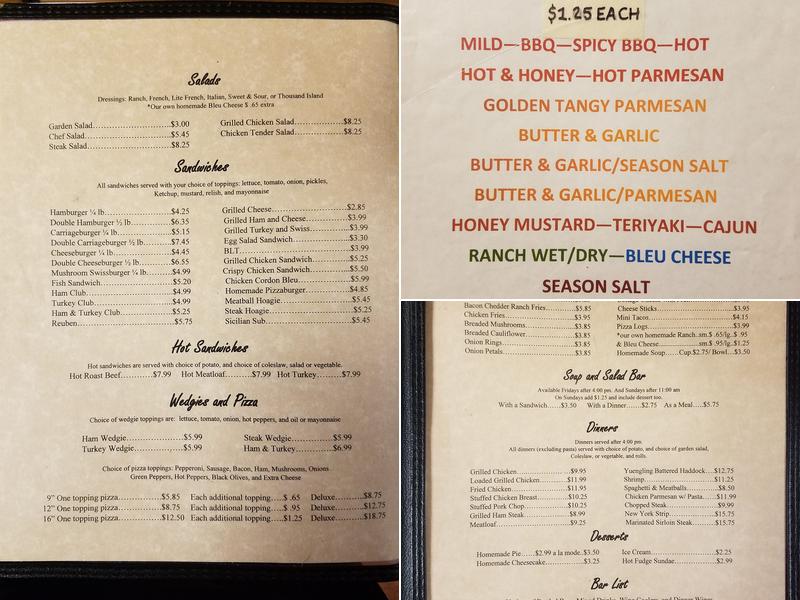 Salads
Dressings: Ranch, French, Lite French, Italian, Sweet & Sour, or Thousand Island
*Our own homemade Bleu Cheese $ .65 extra
Garden Salad...$3.00
Chef Salad...$5.45
Steak Salad...$8.25
Grilled Chicken Salad...$8.25
Chicken Tender Salad...$8.25
Sandwiches
All sandwiches served with your choice of toppings: lettuce, tomato, onion, pickles,
Ketchup, mustard, relish, and mayonnaise
Hamburger ¼ lb...$4.25
Double Hamburger ½ lb...$6.35
Carriageburger ¼ lb...$5.15
Double Carriageburger ½ lb...$7.45
Cheeseburger ¼ lb...$4.45
Double Cheeseburger ½ lb...$6.55
Mushroom Swissburger ¼ lb...$4.99
Fish Sandwich...$5.20
Ham Club...$4.99
Turkey Club...$4.99
Ham & Turkey Club...$5.25
Reuben...$5.75
Grilled Cheese...$2.85
Grilled Ham and Cheese...$3.99
Grilled Turkey and Swiss...$3.99
Egg Salad Sandwich...$3.30
BLT...$3.99
Grilled Chicken Sandwich...$5.25
Crispy Chicken Sandwich...$5.50
Chicken Cordon Bleu...$5.99
Homemade Pizzaburger...$4.85
Meatball Hoagie...$5.45
Steak Hoagie...$5.25
Sicilian Sub...$5.45
Hot Sandwiches
Hot sandwiches are served with choice of potato, and choice of coleslaw, salad or vegetable.
Hot Roast Beef...$7.99 Hot Meatloaf...$7.99 Hot Turkey...$7.99
Wedgies and Pizza
Choice of wedgie toppings are: lettuce, tomato, onion, hot peppers, and oil or mayonnaise
Ham Wedgie...$5.99
Turkey Wedgie...$5.99
Steak Wedgie...$5.99
Ham & Turkey...$6.99
Choice of pizza toppings: Pepperoni, Sausage, Bacon, Ham, Mushrooms, Onions
Green Peppers, Hot Peppers, Black Olives, and Extra Cheese
9" One topping pizza...$5.85 Each additional topping...$ .65 Deluxe...$8.75
12" One topping pizza...$8.75 Each additional topping...$ .95 Deluxe...$12.75
16" One topping pizza...$12.50 Each additional topping...$1.25 Deluxe...$18.75
$1.25 EACH
MILD—BBQ—SPICY BBQ—HOT
HOT & HONEY—HOT PARMESAN
GOLDEN TANGY PARMESAN
BUTTER & GARLIC
BUTTER & GARLIC/SEASON SALT
BUTTER & GARLIC/PARMESAN
HONEY MUSTARD—TERIYAKI—CAJUN
RANCH WET/DRY—BLEU CHEESE
SEASON SALT
Bacon Chedder Ranch Fries...$5.85
Chicken Fries...$3.95
Breaded Mushrooms...$3.85
Breaded Cauliflower...$3.85
Onion Rings...$3.85
Onion Petals...$3.85
Cheese Sticks...$3.95
Mini Tacos...$4.15
Pizza Logs...$3.99
*our own homemade Ranch..sm.$ .65/lg..$ .95
& Bleu Cheese...sm.$ .95/lg..$1.25
Homemade Soup...Cup.$2.75/ Bowl...$3.50
Soup and Salad Bar
Available Fridays after 4:00 pm. And Sundays after 11:00 am
On Sundays add $1.25 and include dessert too.
With a Sandwich...$3.50 With a Dinner...$2.75 As a Meal...$5.75
Dinners
Dinners served after 4:00 pm.
All dinners (excluding pasta) served with choice of potato, and choice of garden salad,
Coleslaw, or vegetable, and rolls.
Grilled Chicken...$9.95
Loaded Grilled Chicken...$11.99
Fried Chicken...$11.95
Stuffed Chicken Breast...$10.25
Stuffed Pork Chop...$10.25
Grilled Ham Steak...$8.99
Meatloaf...$9.25
Yuengling Battered Haddock...$12.75
Shrimp...$11.25
Spaghetti & Meatballs...$8.50
Chicken Parmesan w/ Pasta...$11.99
Chopped Steak...$9.99
New York Strip...$15.75
Marinated Sirloin Steak...$15.75
Desserts
Homemade Pie...$2.99 a la mode..$3.50
Homemade Cheesecake...$3.25
Ice Cream...$2.25
Hot Fudge Sundae...$2.99
Bar List